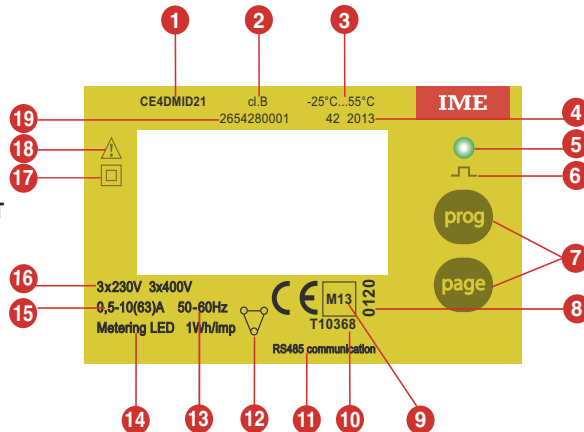 1 2 3
CE4DMID21 cl.B -25°C...55°C IME
19 2654280001 42 2013 4
18 5
17 6
T
prog
7
page
16 3x230V 3x400V
15 0,5-10(63)A 50-60Hz CE M13 0120 8
Metering LED 1Wh/imp T10368
RS485 communication
14 13 12 11 10 9